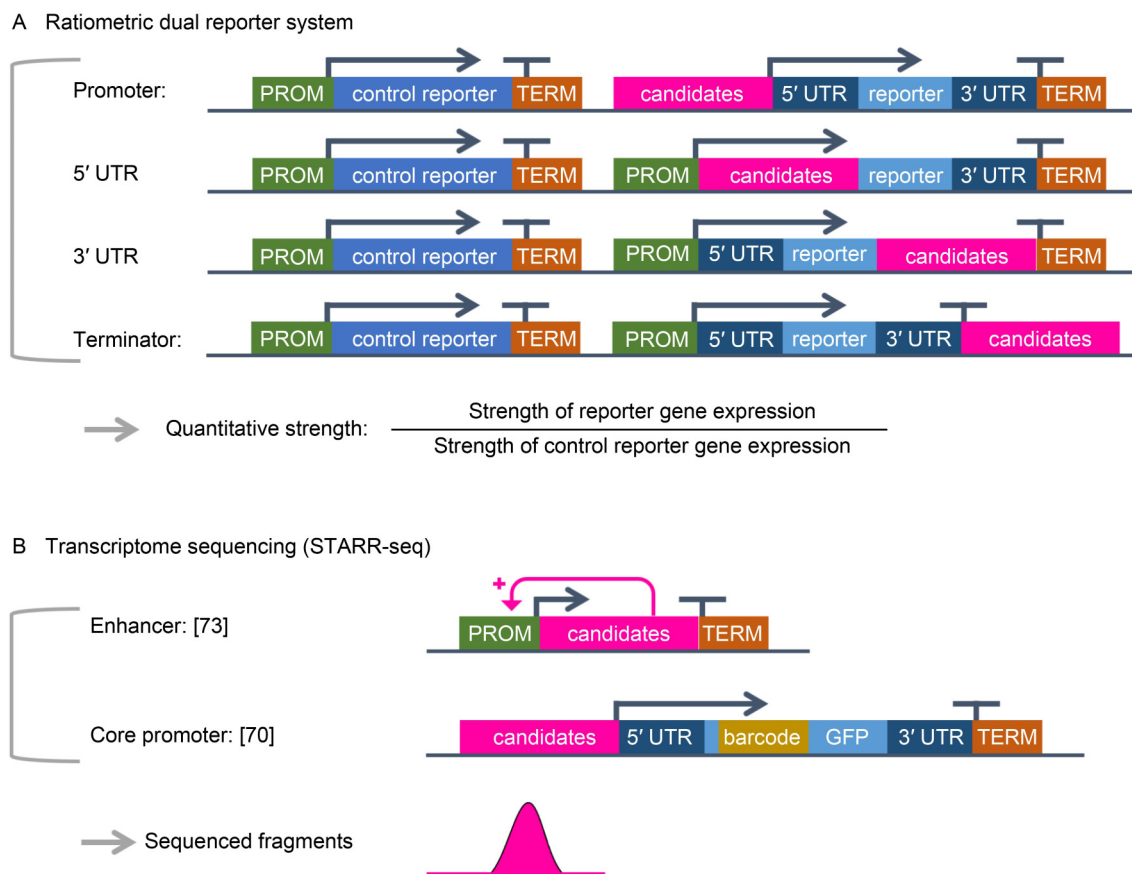 A Ratiometric dual reporter system
Promoter: PROM control reporter TERM candidates 5′ UTR reporter 3′ UTR TERM
5′ UTR PROM control reporter TERM PROM candidates reporter 3′ UTR TERM
3′ UTR PROM control reporter TERM PROM 5′ UTR reporter candidates TERM
Terminator: PROM control reporter TERM PROM 5′ UTR reporter 3′ UTR candidates
Strength of reporter gene expression
Quantitative strength:
Strength of control reporter gene expression
B Transcriptome sequencing (STARR-seq)
+
Enhancer: [73] PROM candidates TERM
Core promoter: [70] candidates 5′ UTR barcode GFP 3′ UTR TERM
Sequenced fragments